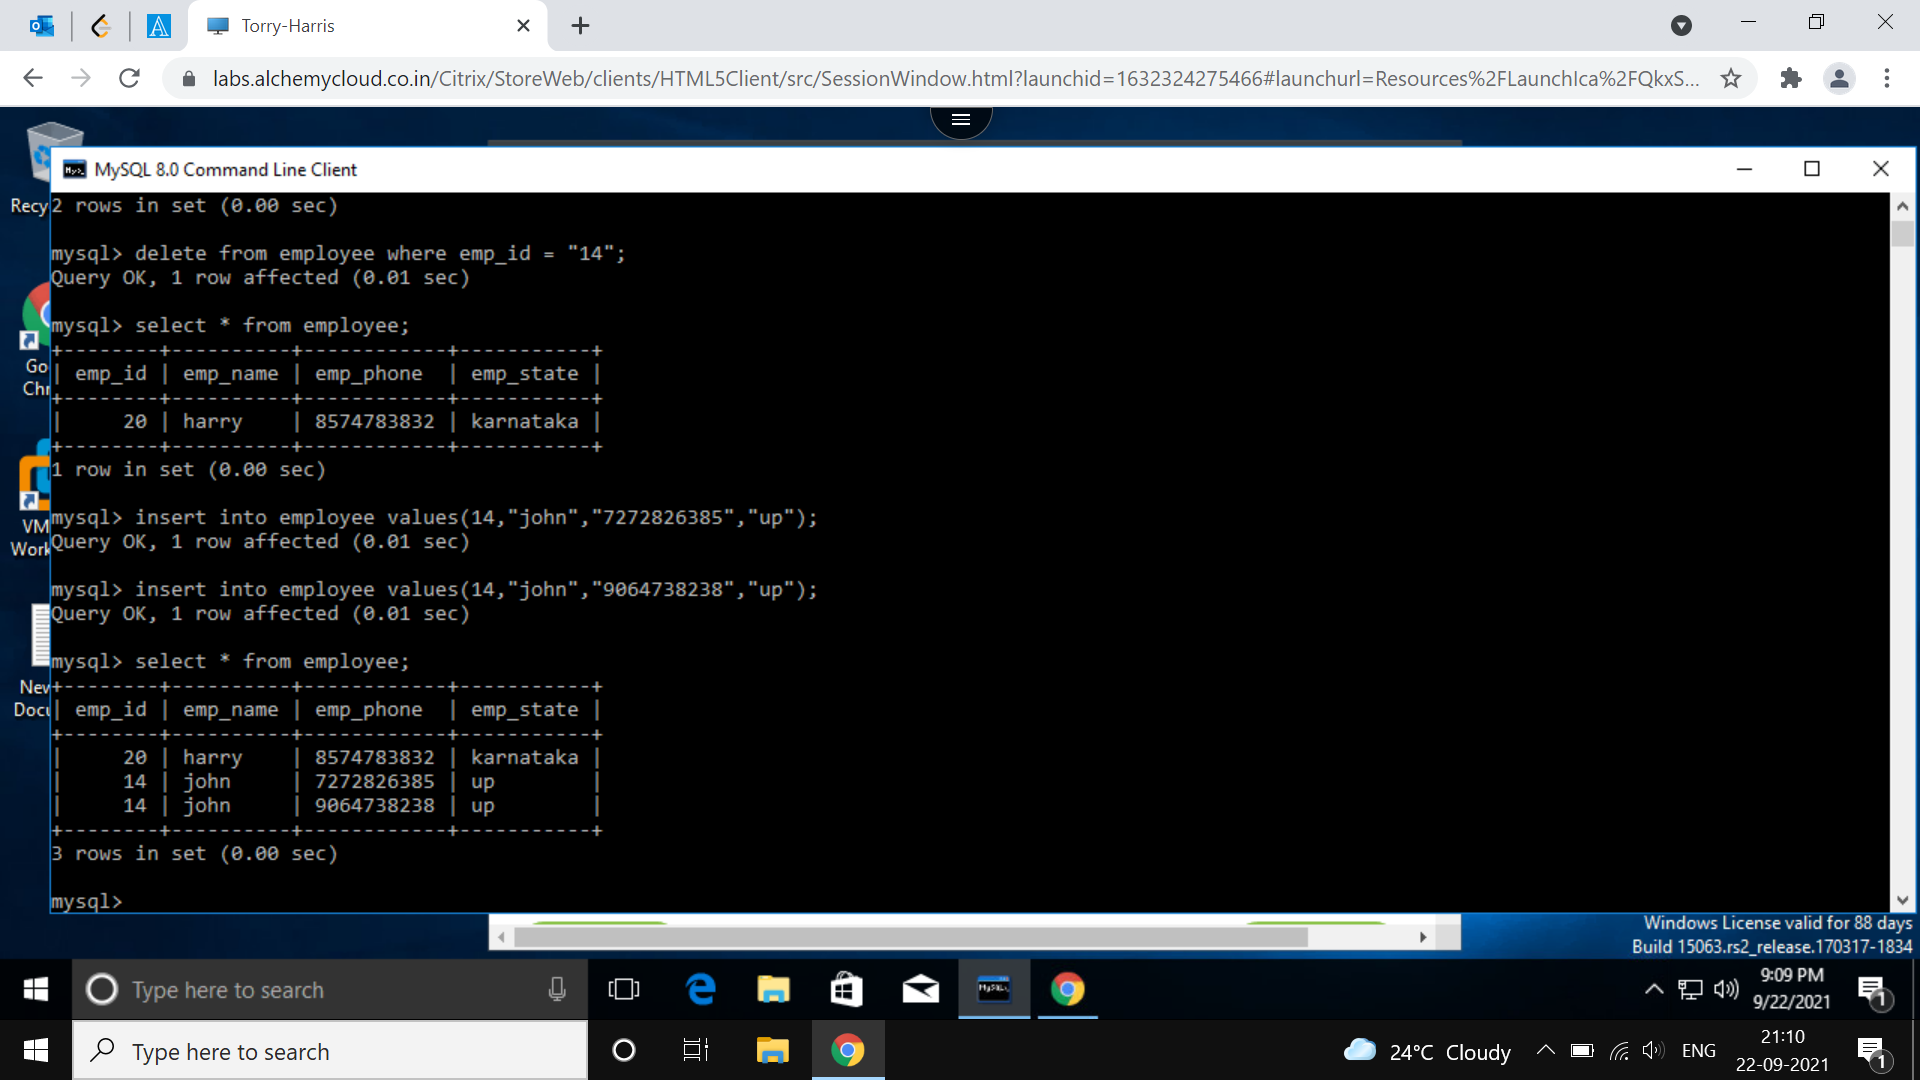 Torry-Harris
labs.alchemycloud.co.in/Citrix/StoreWeb/clients/HTML5Client/src/SessionWindow.html?launchid=1632324275466#launchurl=Resources%2FLaunchIca%2FQkxS...
MySQL 8.0 Command Line Client
Recy
2 rows in set (0.00 sec)
mysql> delete from employee where emp_id = "14";
Query OK, 1 row affected (0.01 sec)
mysql> select * from employee;
+--------+----------+------------+-----------+
| emp_id | emp_name | emp_phone  | emp_state |
+--------+----------+------------+-----------+
|     20 | harry    | 8574783832 | karnataka |
+--------+----------+------------+-----------+
1 row in set (0.00 sec)
mysql> insert into employee values(14,"john","7272826385","up");
Query OK, 1 row affected (0.01 sec)
mysql> insert into employee values(14,"john","9064738238","up");
Query OK, 1 row affected (0.01 sec)
mysql> select * from employee;
+--------+----------+------------+-----------+
| emp_id | emp_name | emp_phone  | emp_state |
+--------+----------+------------+-----------+
|     20 | harry    | 8574783832 | karnataka |
|     14 | john     | 7272826385 | up        |
|     14 | john     | 9064738238 | up        |
+--------+----------+------------+-----------+
3 rows in set (0.00 sec)
mysql>
Go
Chr
VM
Work
New
Docu
Windows License valid for 88 days
Build 15063.rs2_release.170317-1834
Type here to search
9:09 PM
9/22/2021
1
Type here to search
24°C Cloudy
ENG
21:10
22-09-2021
1